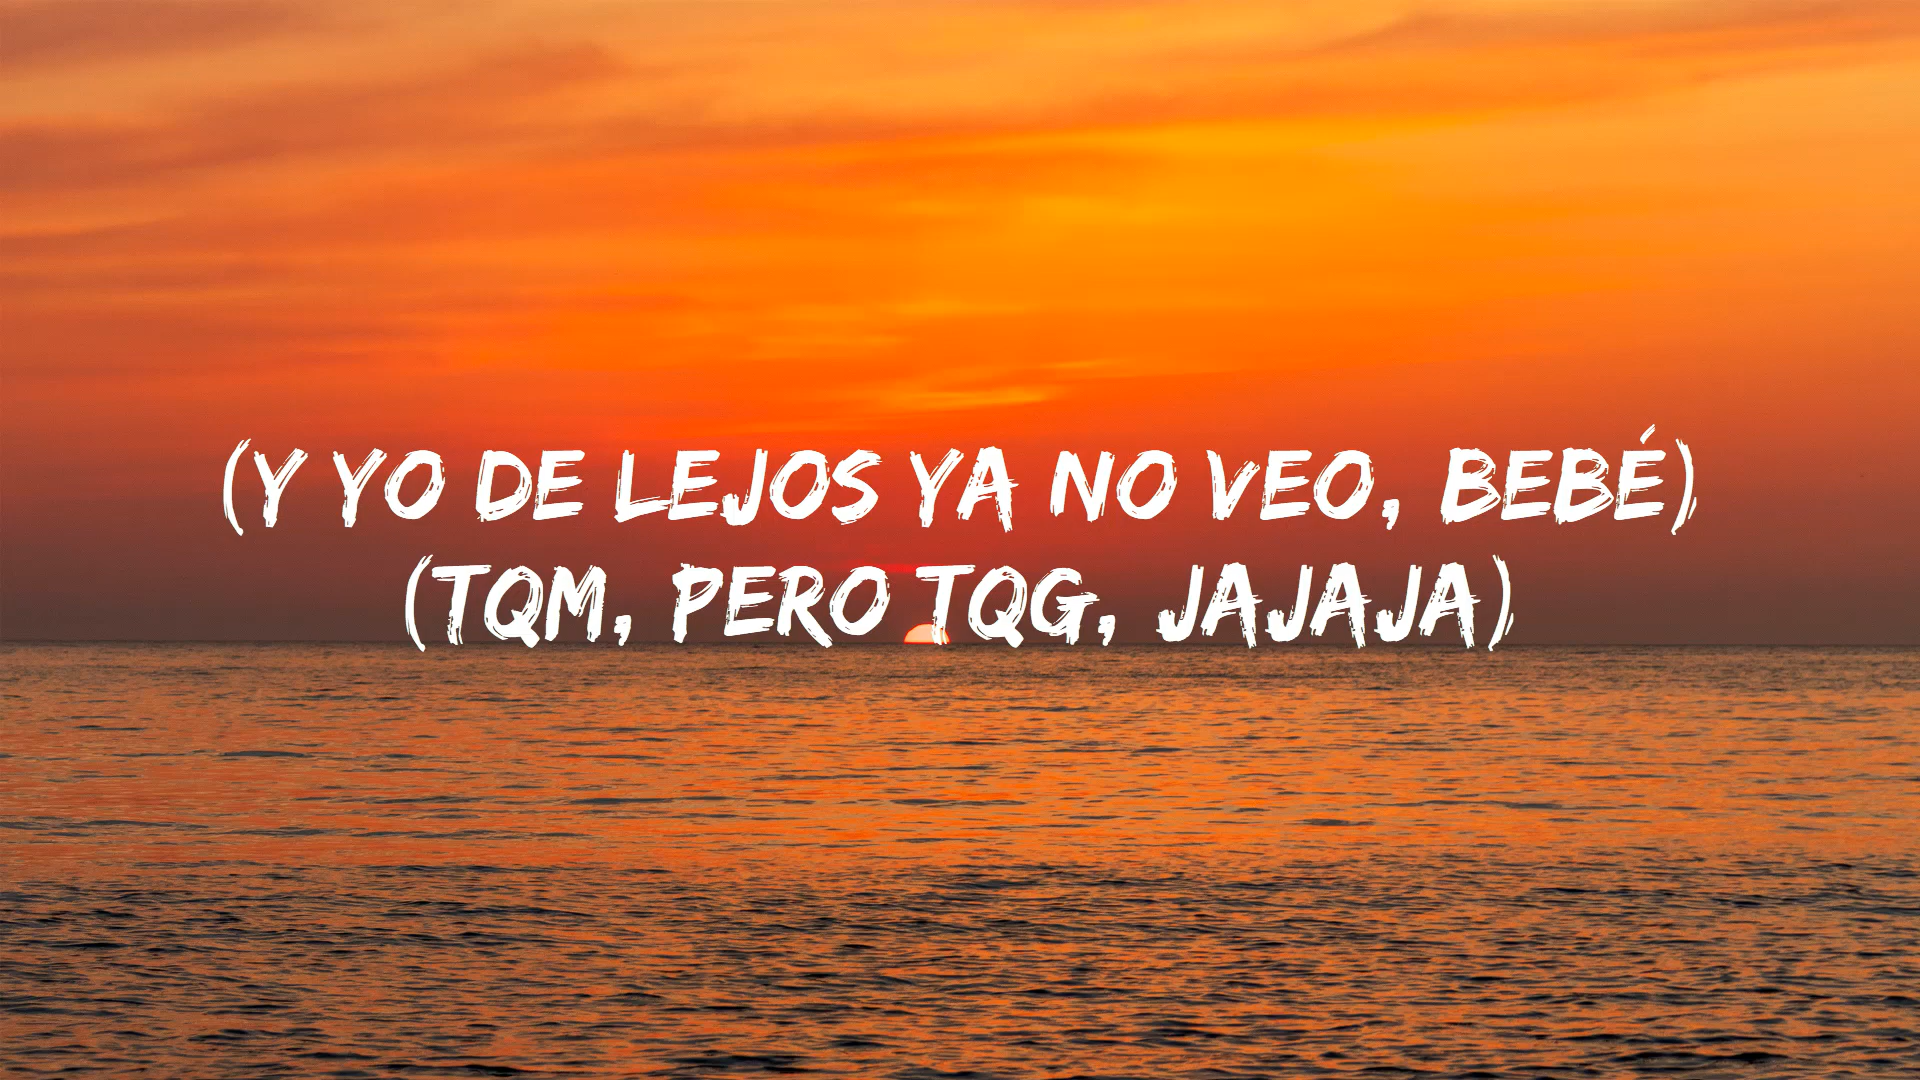 (Y YO DE LEJOS YA NO VEO, BEBÉ)
(TQM, PERO TQG, JAJAJA)